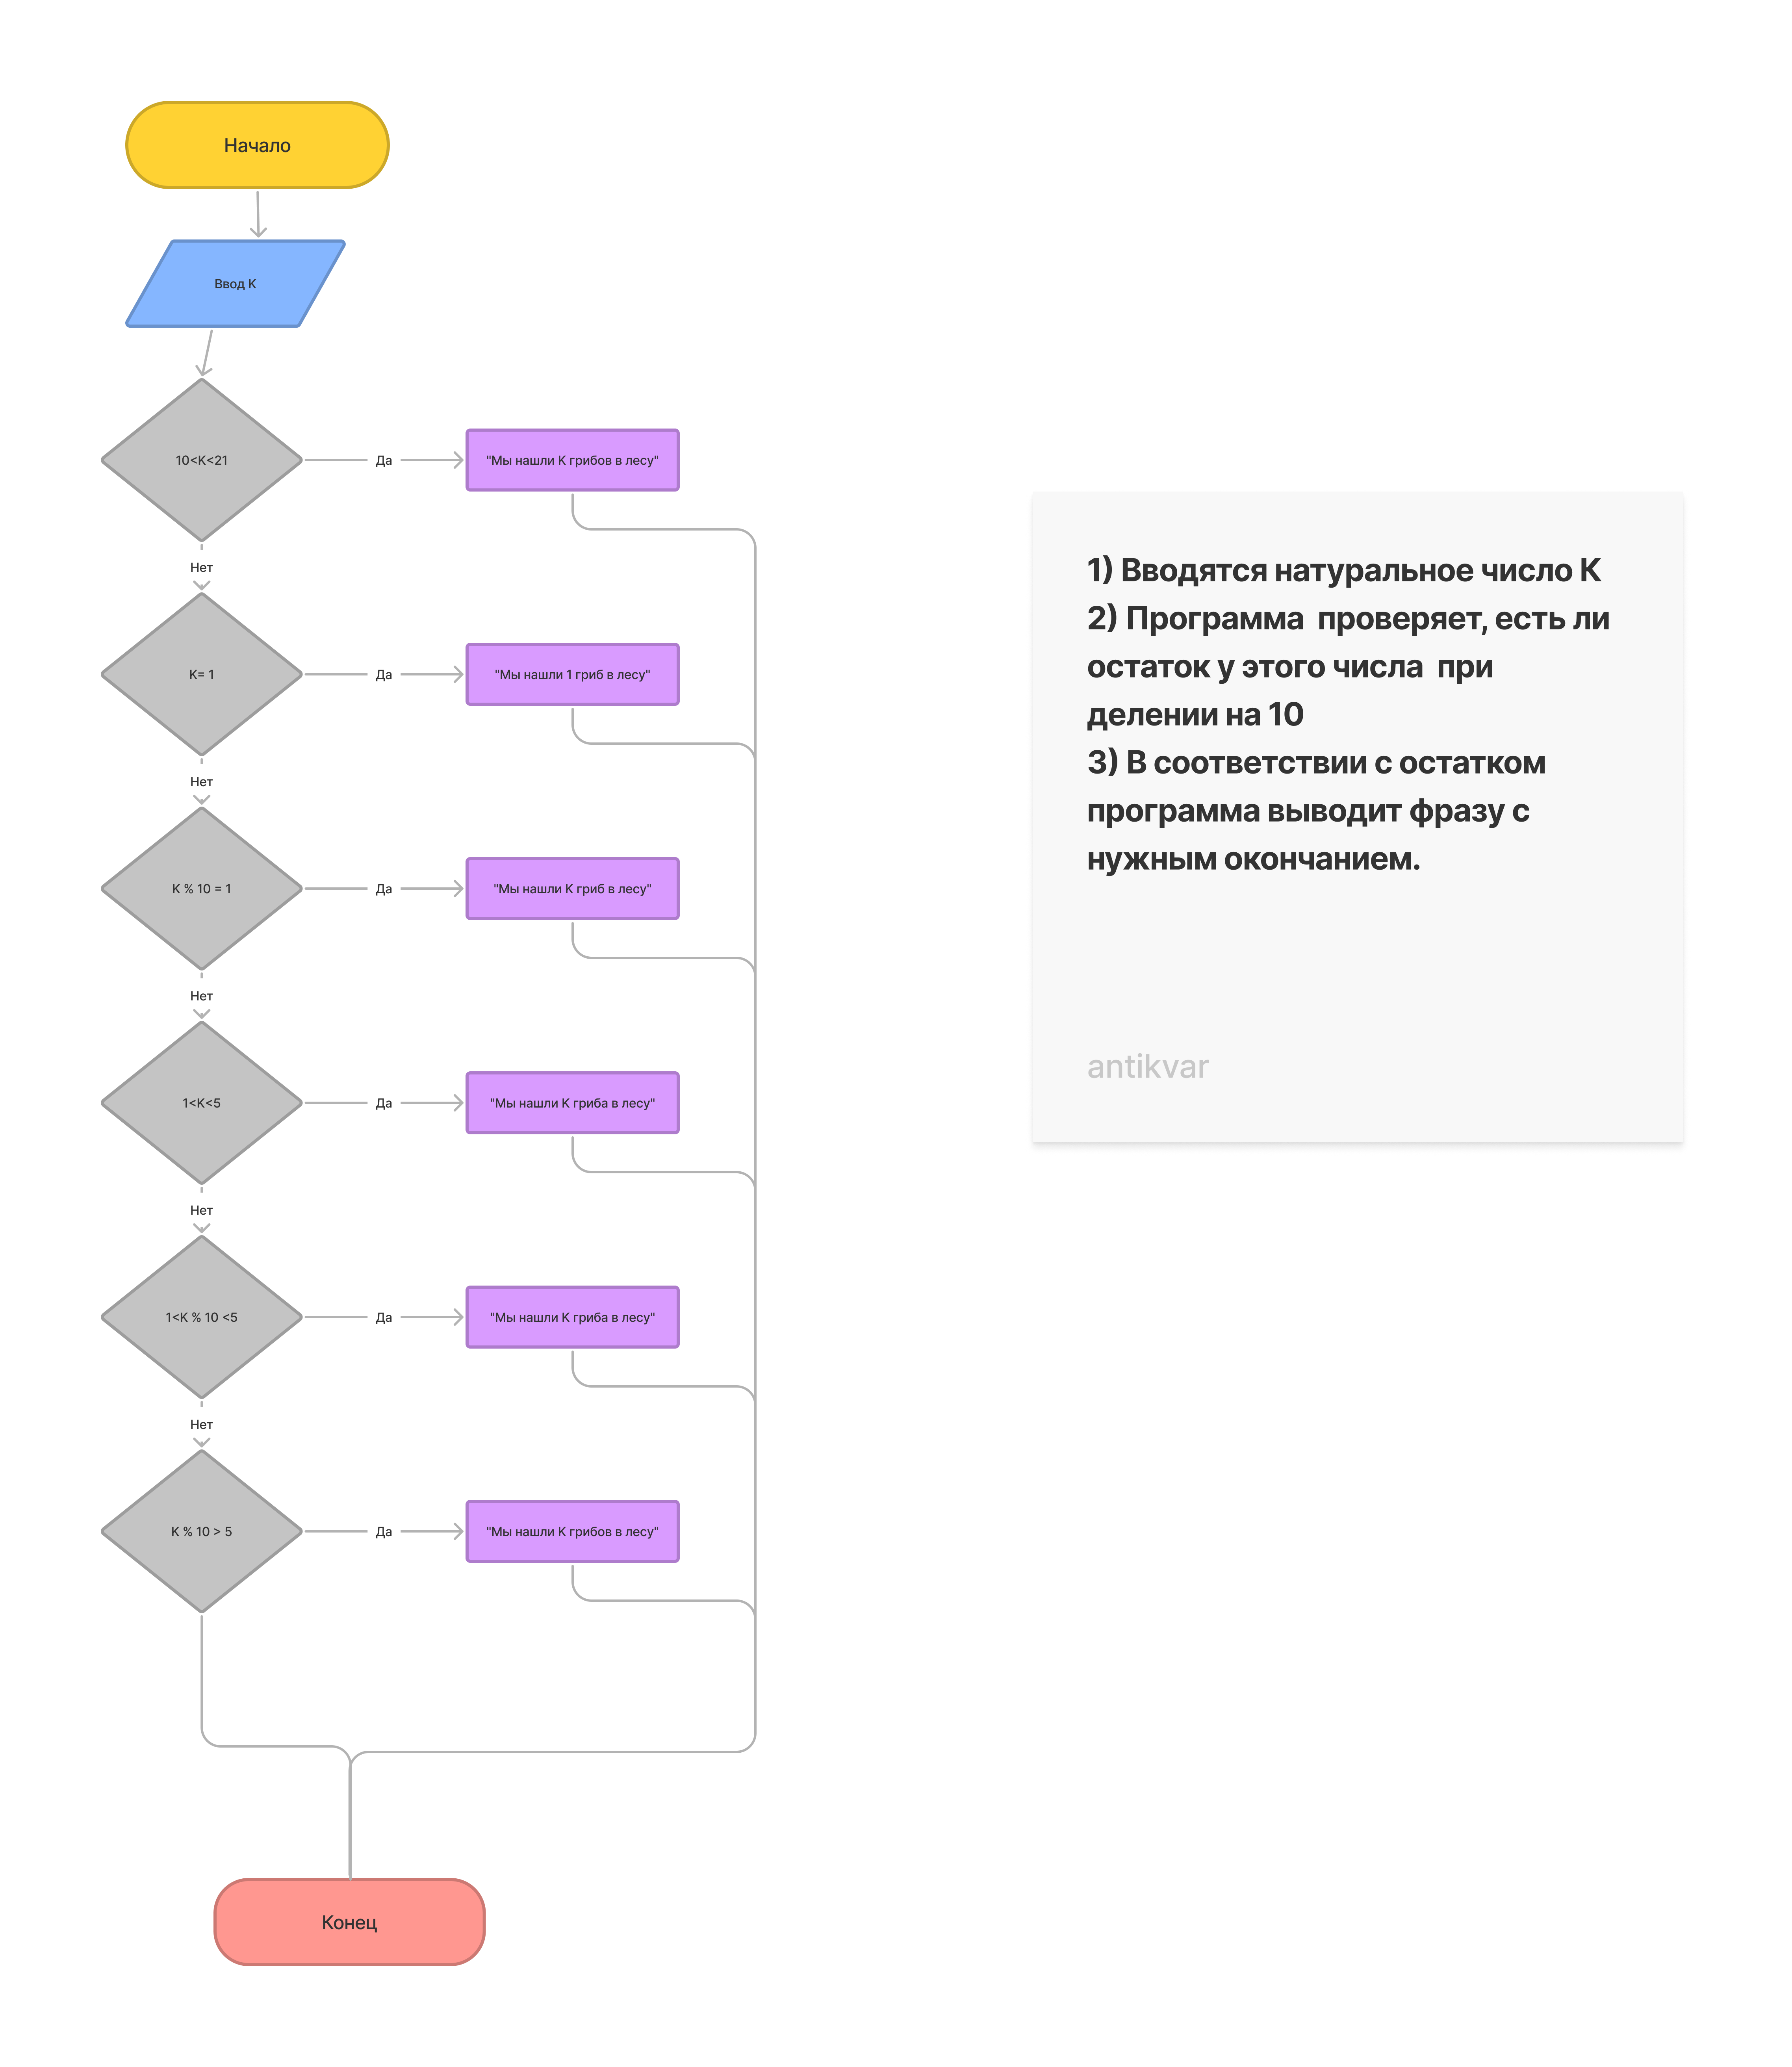 Начало
Ввод К
10<K<21
Да
"Мы нашли К грибов в лесу"
Нет
K= 1
Да
"Мы нашли 1 гриб в лесу"
Нет
K % 10 = 1
Да
"Мы нашли К гриб в лесу"
Нет
1<K<5
Да
"Мы нашли К гриба в лесу"
Нет
1<K % 10 <5
Да
"Мы нашли К гриба в лесу"
Нет
K % 10 > 5
Да
"Мы нашли К грибов в лесу"
Конец
1) Вводятся натуральное число К
2) Программа  проверяет, есть ли
остаток у этого числа  при
делении на 10
3) В соответствии с остатком
программа выводит фразу с
нужным окончанием.
antikvar